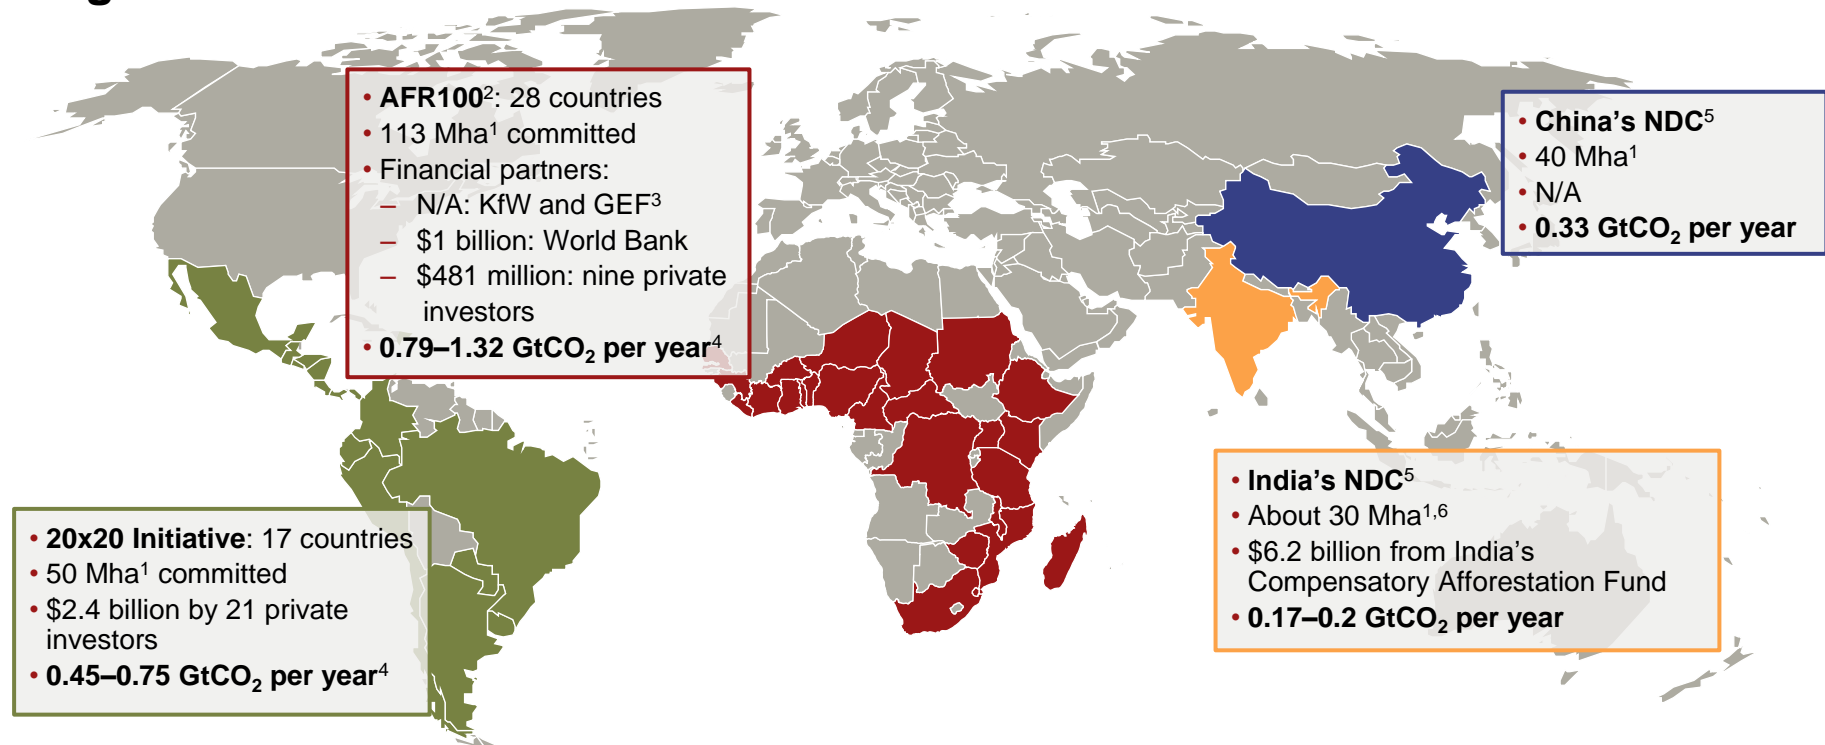 • AFR100²: 28 countries
• 113 Mha¹ committed
• Financial partners:
– N/A: KfW and GEF³
– $1 billion: World Bank
– $481 million: nine private
investors
• 0.79–1.32 GtCO₂ per year⁴
• China’s NDC⁵
• 40 Mha¹
• N/A
• 0.33 GtCO₂ per year
• 20x20 Initiative: 17 countries
• 50 Mha¹ committed
• $2.4 billion by 21 private
investors
• 0.45–0.75 GtCO₂ per year⁴
• India’s NDC⁵
• About 30 Mha¹,⁶
• $6.2 billion from India’s
Compensatory Afforestation Fund
• 0.17–0.2 GtCO₂ per year